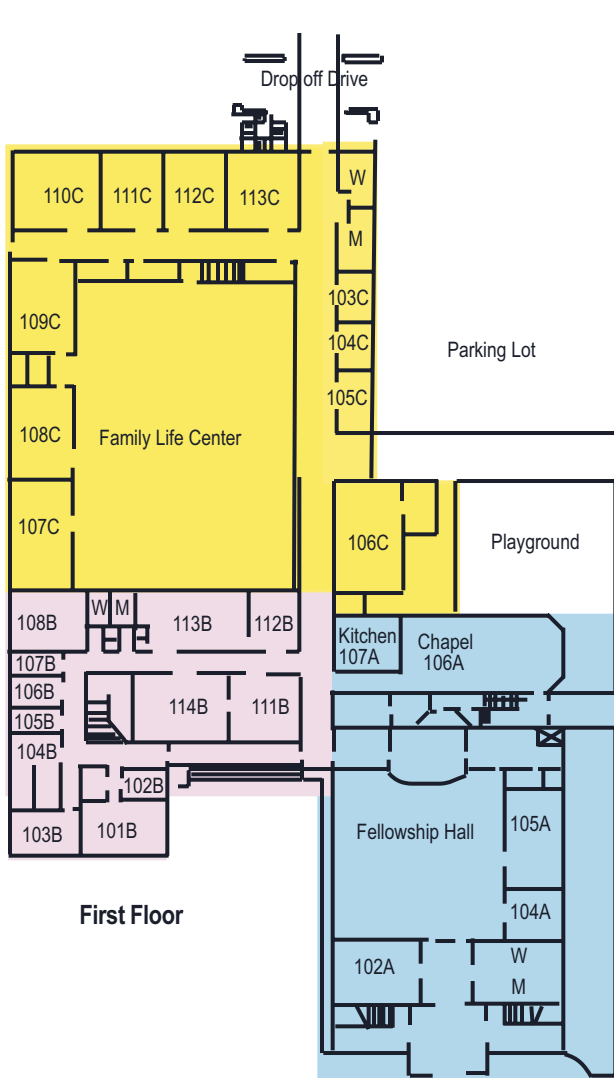 Drop off Drive
110C
111C
112C
113C
W
M
103C
104C
105C
109C
Parking Lot
108C
Family Life Center
107C
106C
Playground
108B
W
M
113B
112B
Kitchen
107A
Chapel
106A
107B
106B
105B
104B
114B
111B
102B
103B
101B
Fellowship Hall
105A
104A
102A
W
M
First Floor